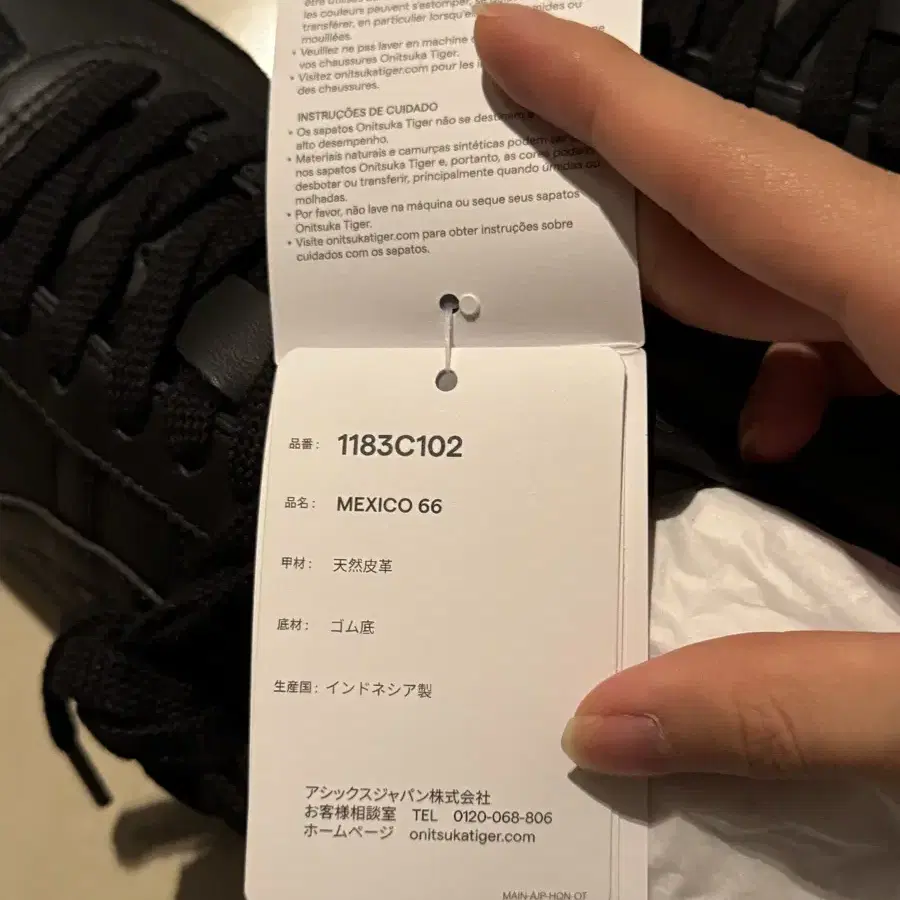 les couleurs peuvent s'estomper, se
transférer, en particulier lorsqu'e mides ou
mouillées.
• Veuillez ne pas laver en machine
vos chaussures Onitsuka Tiger.
• Visitez onitsukatiger.com pour les
des chaussures.
INSTRUÇÕES DE CUIDADO
• Os sapatos Onitsuka Tiger não se destinam a
alto desempenho.
• Materiais naturais e camurças sintéticas podem
nos sapatos Onitsuka Tiger e, portanto, as cores podem
desbotar ou transferir, principalmente quando úmidas ou
molhadas.
• Por favor, não lave na máquina ou seque seus sapatos
Onitsuka Tiger.
• Visite onitsukatiger.com para obter instruções sobre
cuidados com os sapatos.
品番： 1183C102
品名： MEXICO 66
甲材： 天然皮革
底材： ゴム底
生産国： インドネシア製
アシックスジャパン株式会社
お客様相談室 TEL 0120-068-806
ホームページ onitsukatiger.com
MAIN-AJP-HON-OT